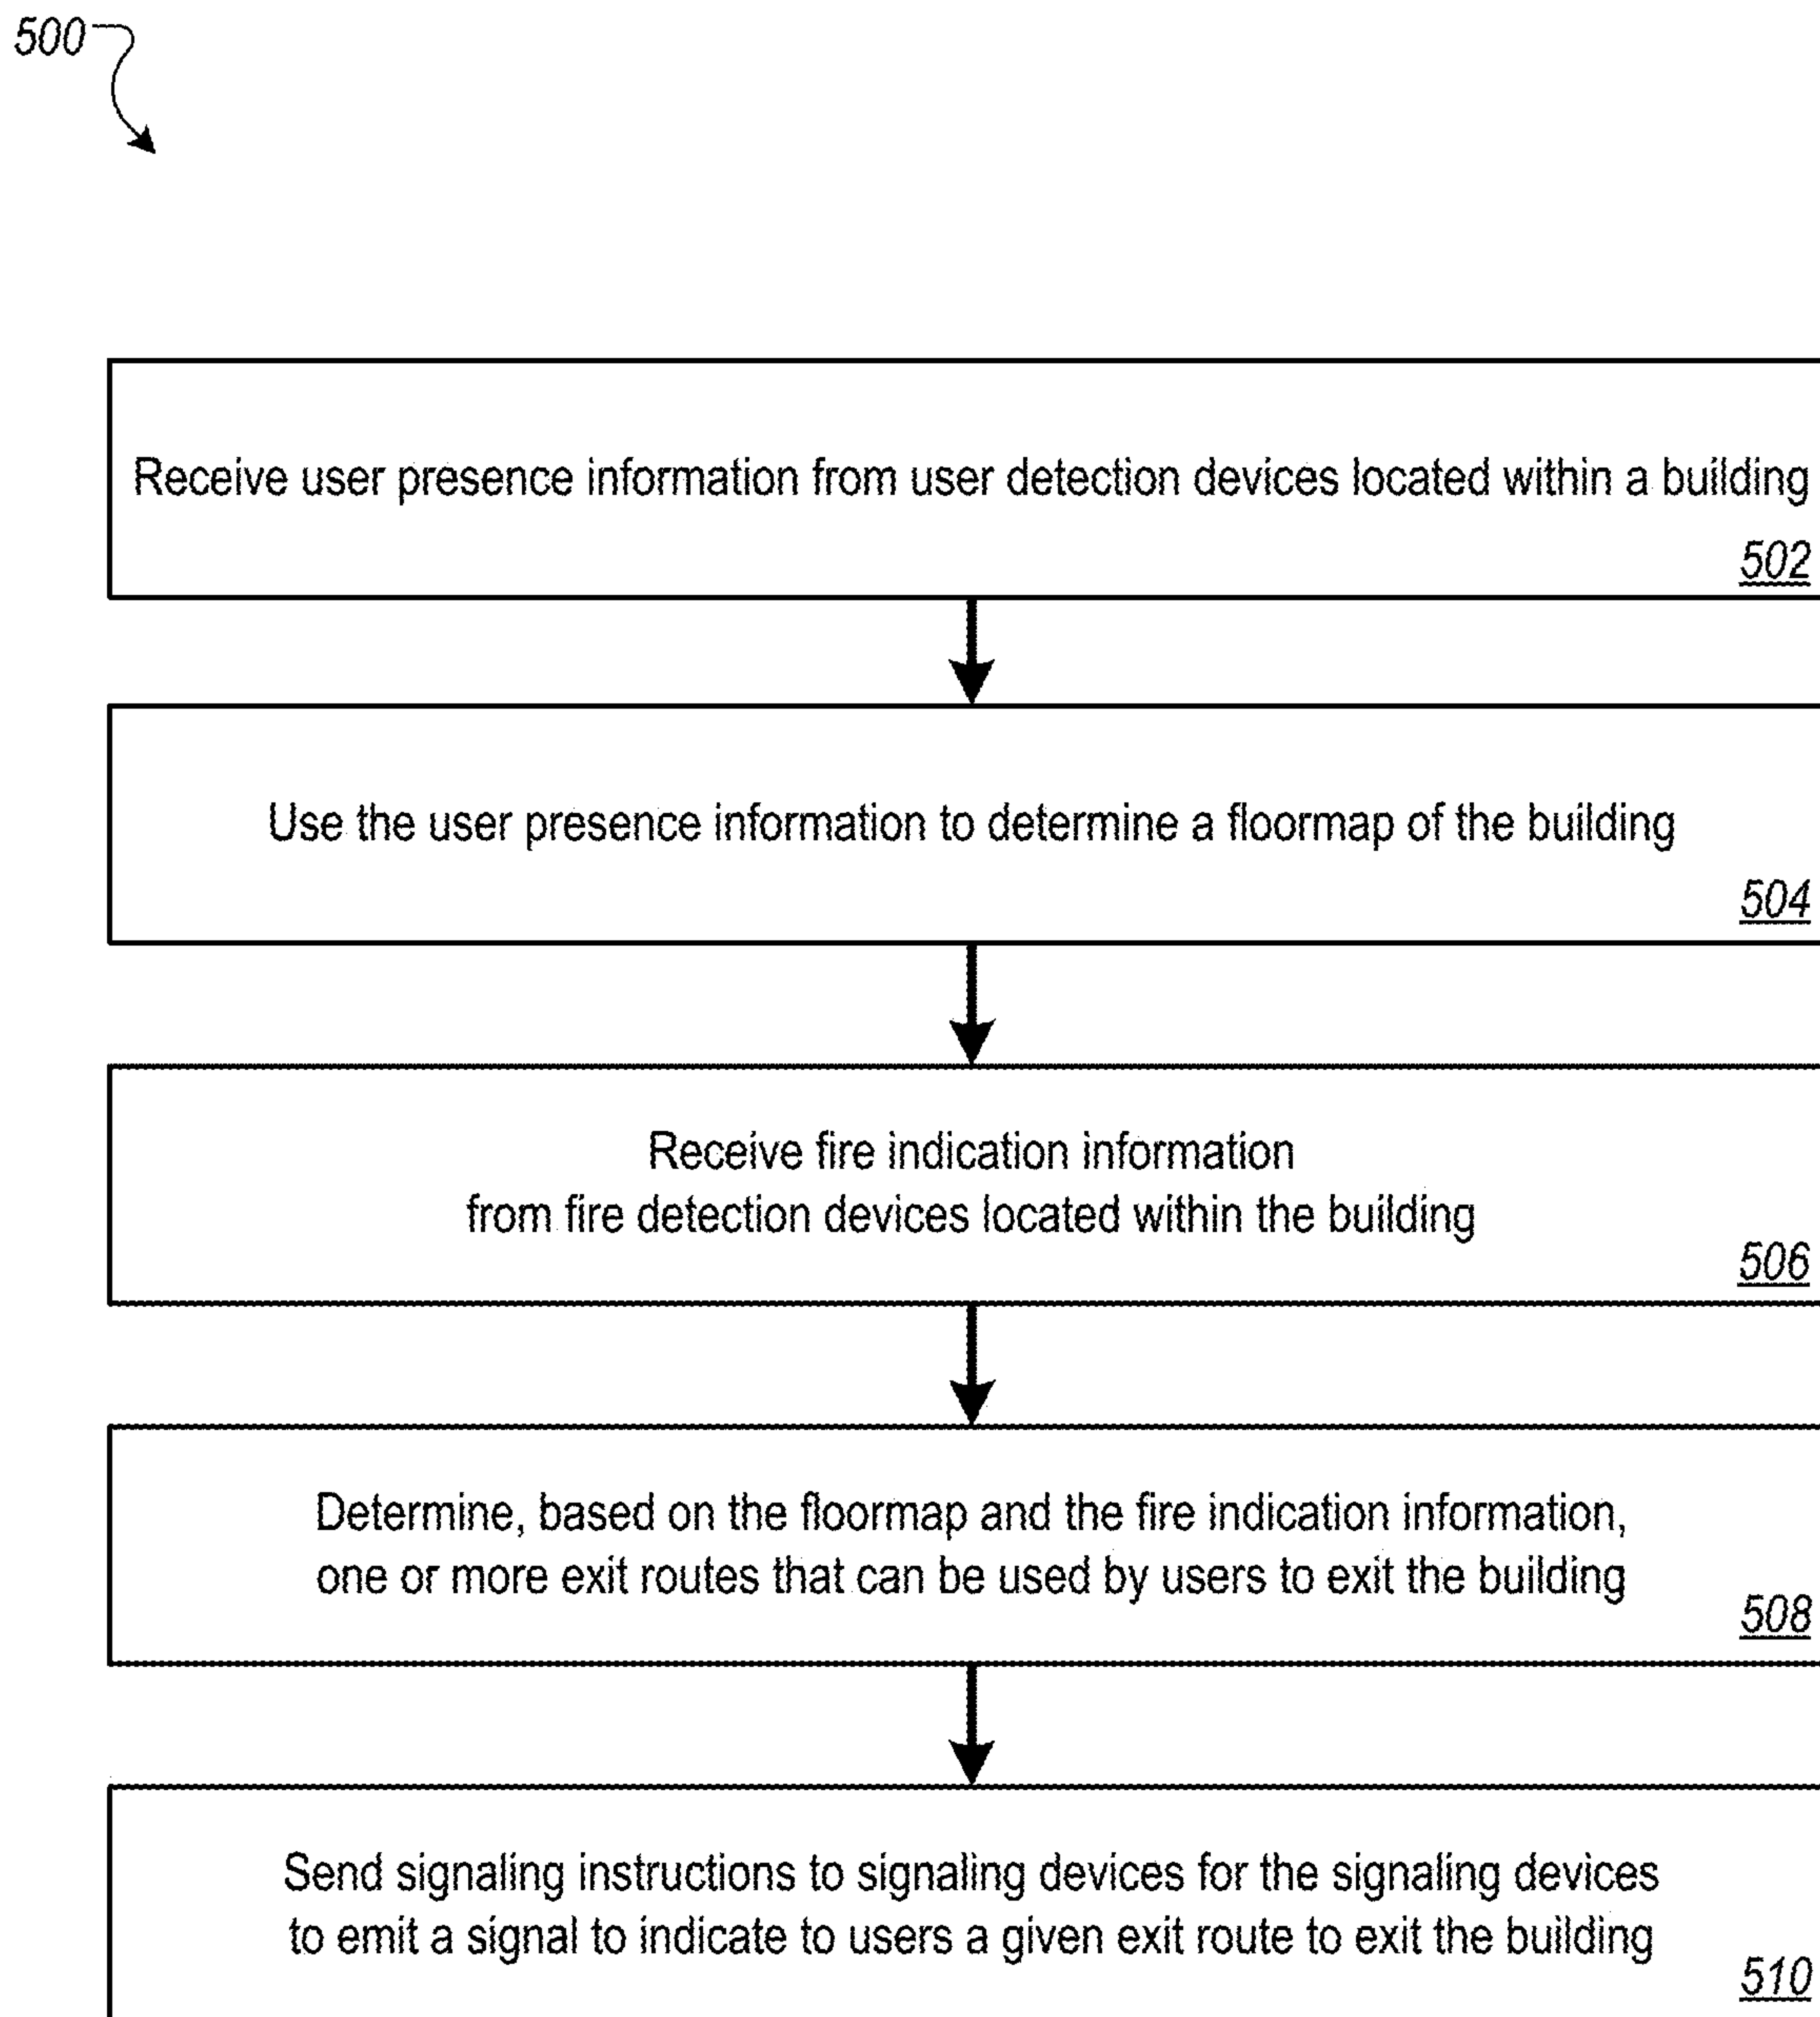 500
Receive user presence information from user detection devices located within a building
502
Use the user presence information to determine a floormap of the building
504
Receive fire indication information
from fire detection devices located within the building
506
Determine, based on the floormap and the fire indication information,
one or more exit routes that can be used by users to exit the building
508
Send signaling instructions to signaling devices for the signaling devices
to emit a signal to indicate to users a given exit route to exit the building
510